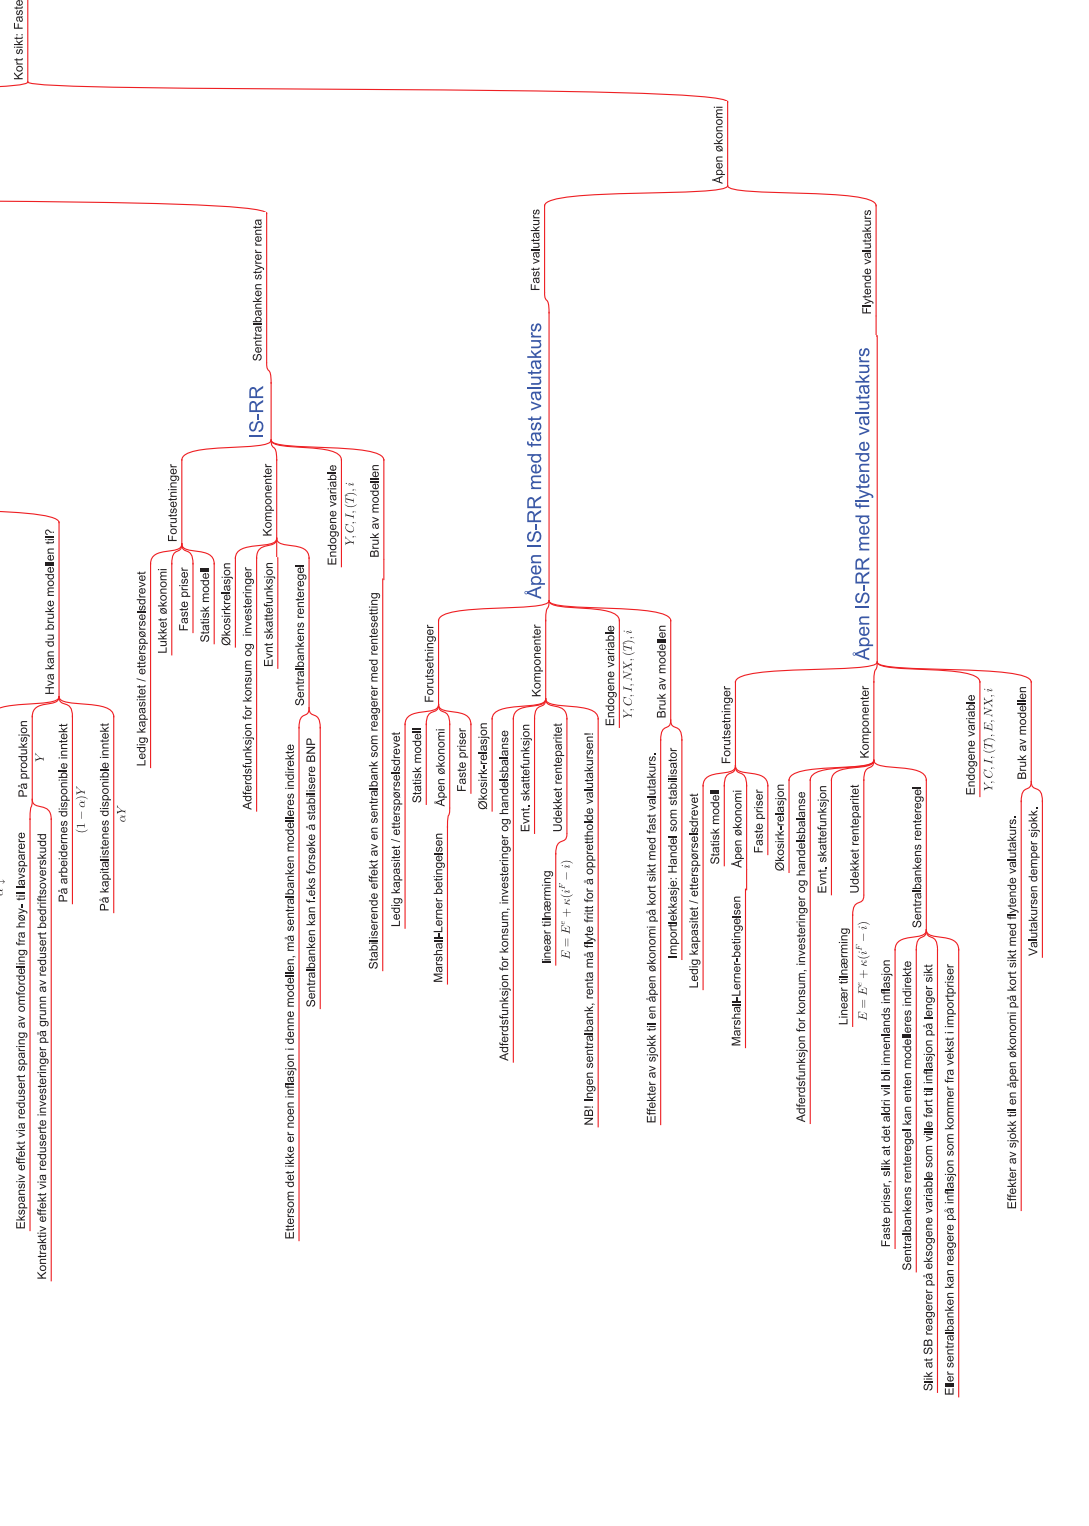 Kort sikt: Faste
Åpen økonomi
Sentralbanken styrer renta
Fast valutakurs
Flytende valutakurs
Hva kan du bruke modellen til?
På produksjon
Y
Ekspansiv effekt via redusert sparing av omfordeling fra høy- til lavsparere
Kontraktiv effekt via reduserte investeringer på grunn av redusert bedriftsoverskudd
På arbeidernes disponible inntekt
(1 − α)Y
På kapitalistenes disponible inntekt
αY
IS-RR
Forutsetninger
Ledig kapasitet / etterspørselsdrevet
Lukket økonomi
Faste priser
Statisk modell
Komponenter
Økosirkrelasjon
Adferdsfunksjon for konsum og investeringer
Evnt skattefunksjon
Sentralbankens renteregel
Ettersom det ikke er noen inflasjon i denne modellen, må sentralbanken modelleres indirekte
Sentralbanken kan f.eks forsøke å stabilisere BNP
Endogene variable
Y, C, I, (T), i
Bruk av modellen
Stabiliserende effekt av en sentralbank som reagerer med rentesetting
Åpen IS-RR med fast valutakurs
Forutsetninger
Ledig kapasitet / etterspørselsdrevet
Statisk modell
Åpen økonomi
Marshall-Lerner betingelsen
Faste priser
Komponenter
Økosirk-relasjon
Adferdsfunksjon for konsum, investeringer og handelsbalanse
Evnt, skattefunksjon
Udekket renteparitet
lineær tilnærming
E = Eᵉ + κ(iᶠ − i)
NB! Ingen sentralbank, renta må flyte fritt for å opprettholde valutakursen!
Endogene variable
Y, C, I, NX, (T), i
Bruk av modellen
Effekter av sjokk til en åpen økonomi på kort sikt med fast valutakurs.
Importlekkasje: Handel som stabilisator
Åpen IS-RR med flytende valutakurs
Forutsetninger
Ledig kapasitet / etterspørselsdrevet
Statisk modell
Åpen økonomi
Marshall-Lerner-betingelsen
Faste priser
Komponenter
Økosirk-relasjon
Adferdsfunksjon for konsum, investeringer og handelsbalanse
Evnt, skattefunksjon
Udekket renteparitet
Lineær tilnærming
E = Eᵉ + κ(iᶠ − i)
Sentralbankens renteregel
Faste priser, slik at det aldri vil bli innenlands inflasjon
Sentralbankens renteregel kan enten modelleres indirekte
Slik at SB reagerer på eksogene variable som ville ført til inflasjon på lenger sikt
Eller sentralbanken kan reagere på inflasjon som kommer fra vekst i importpriser
Endogene variable
Y, C, I, (T), E, NX, i
Bruk av modellen
Effekter av sjokk til en åpen økonomi på kort sikt med flytende valutakurs.
Valutakursen demper sjokk.